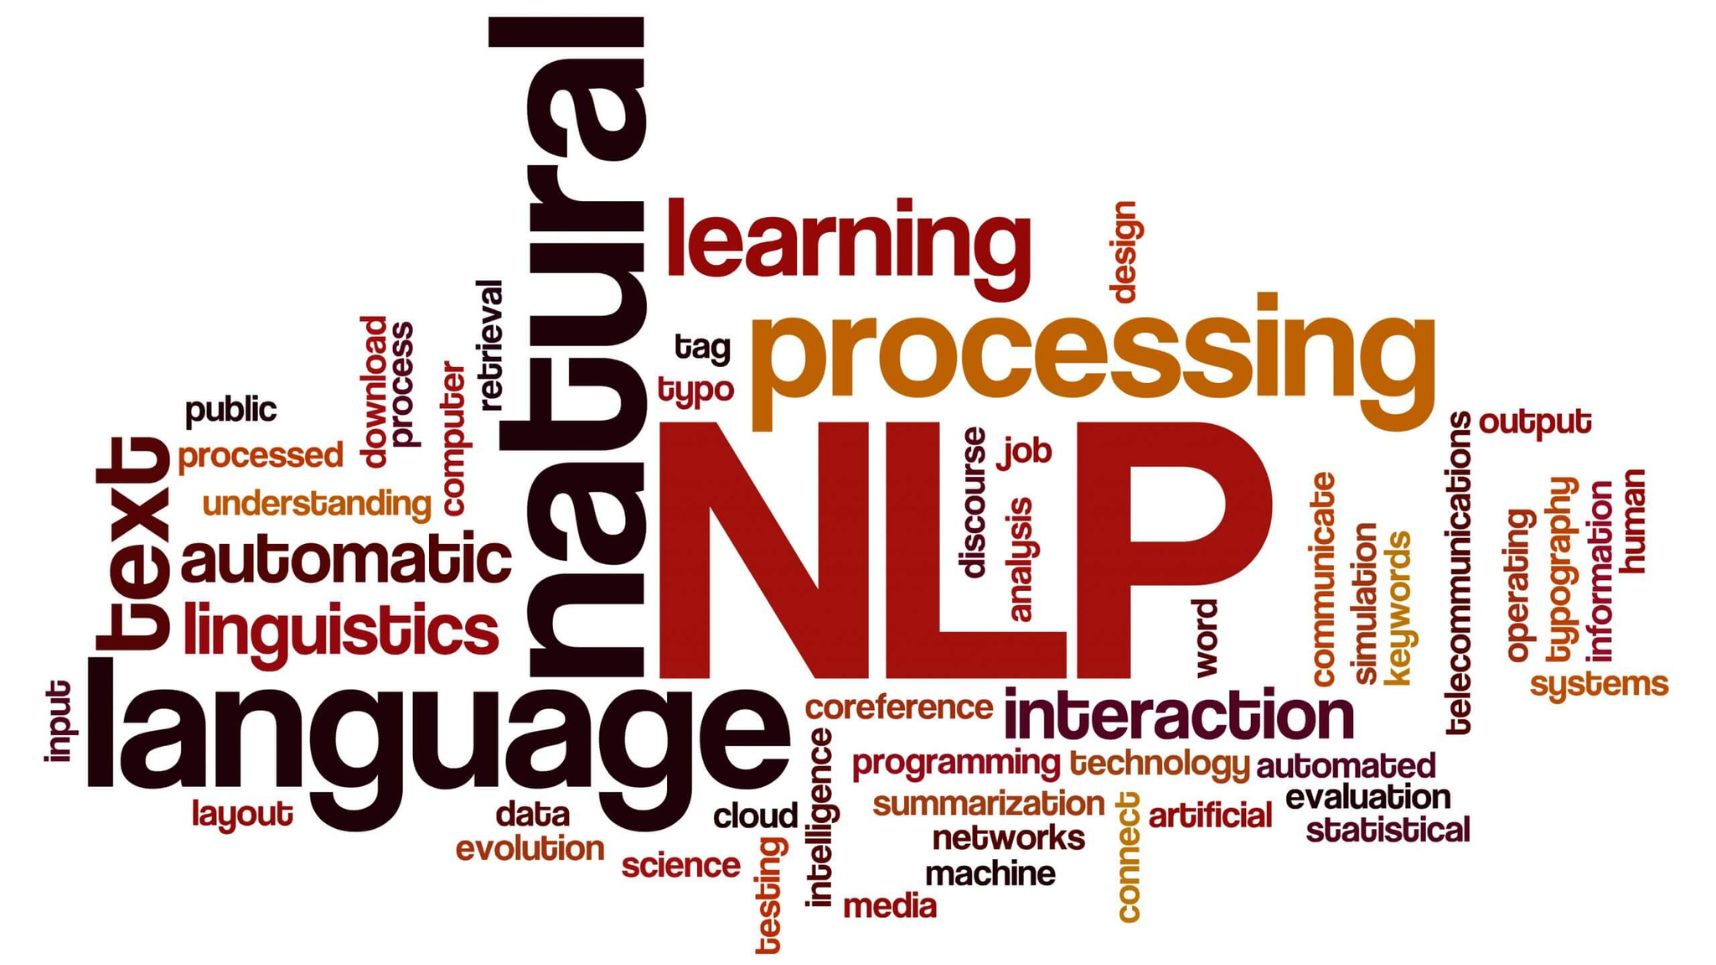 natural
learning
design
processing
tag
typo
retrieval
download
process
computer
public
processed
understanding
text
automatic
linguistics
NLP
discourse
job
analysis
word
output
communicate
simulation
keywords
telecommunications
operating
typography
information
human
systems
input
language
coreference
interaction
programming
technology
automated
layout
data
cloud
intelligence
summarization
connect
artificial
evaluation
statistical
evolution
science
testing
networks
machine
media